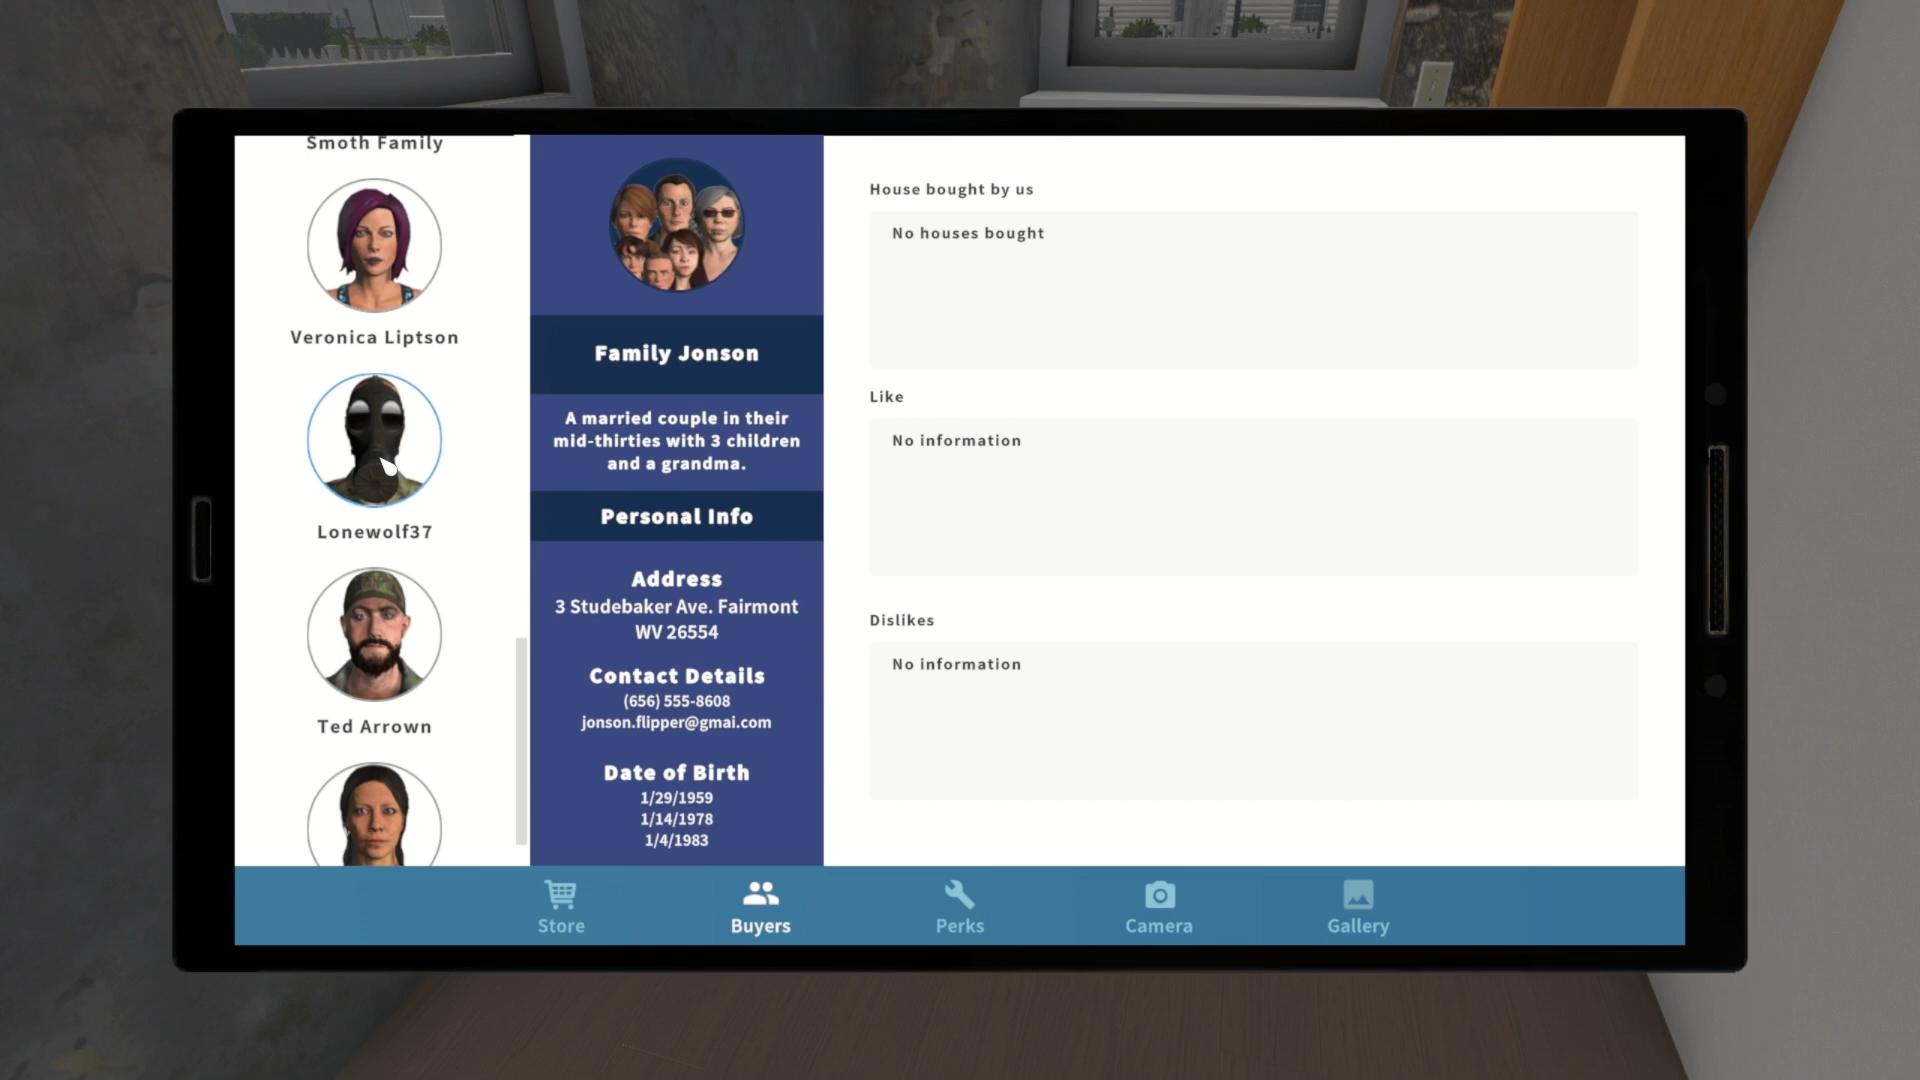 Smoth Family
Veronica Liptson
Lonewolf37
Ted Arrown
Family Jonson
A married couple in their
mid-thirties with 3 children
and a grandma.
Personal Info
Address
3 Studebaker Ave. Fairmont
WV 26554
Contact Details
(656) 555-8608
jonson.flipper@gmai.com
Date of Birth
1/29/1959
1/14/1978
1/4/1983
House bought by us
No houses bought
Like
No information
Dislikes
No information
Store
Buyers
Perks
Camera
Gallery